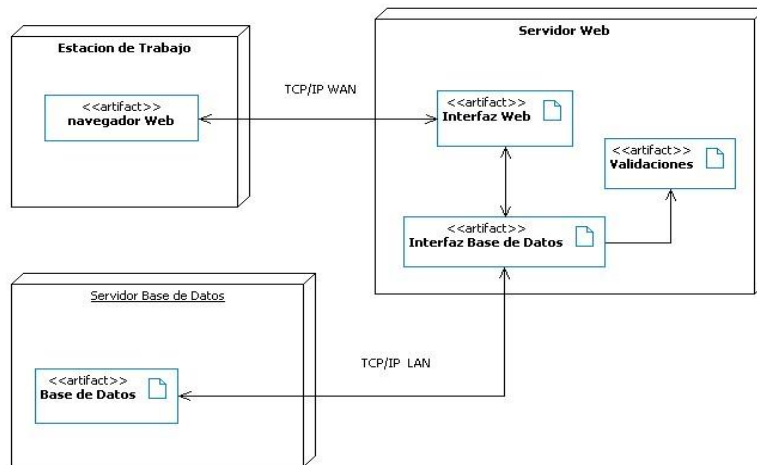 Estacion de Trabajo
<<artifact>>
navegador Web
TCP/IP WAN
Servidor Web
<<artifact>>
Interfaz Web
<<artifact>>
Validaciones
<<artifact>>
Interfaz Base de Datos
Servidor Base de Datos
TCP/IP LAN
<<artifact>>
Base de Datos